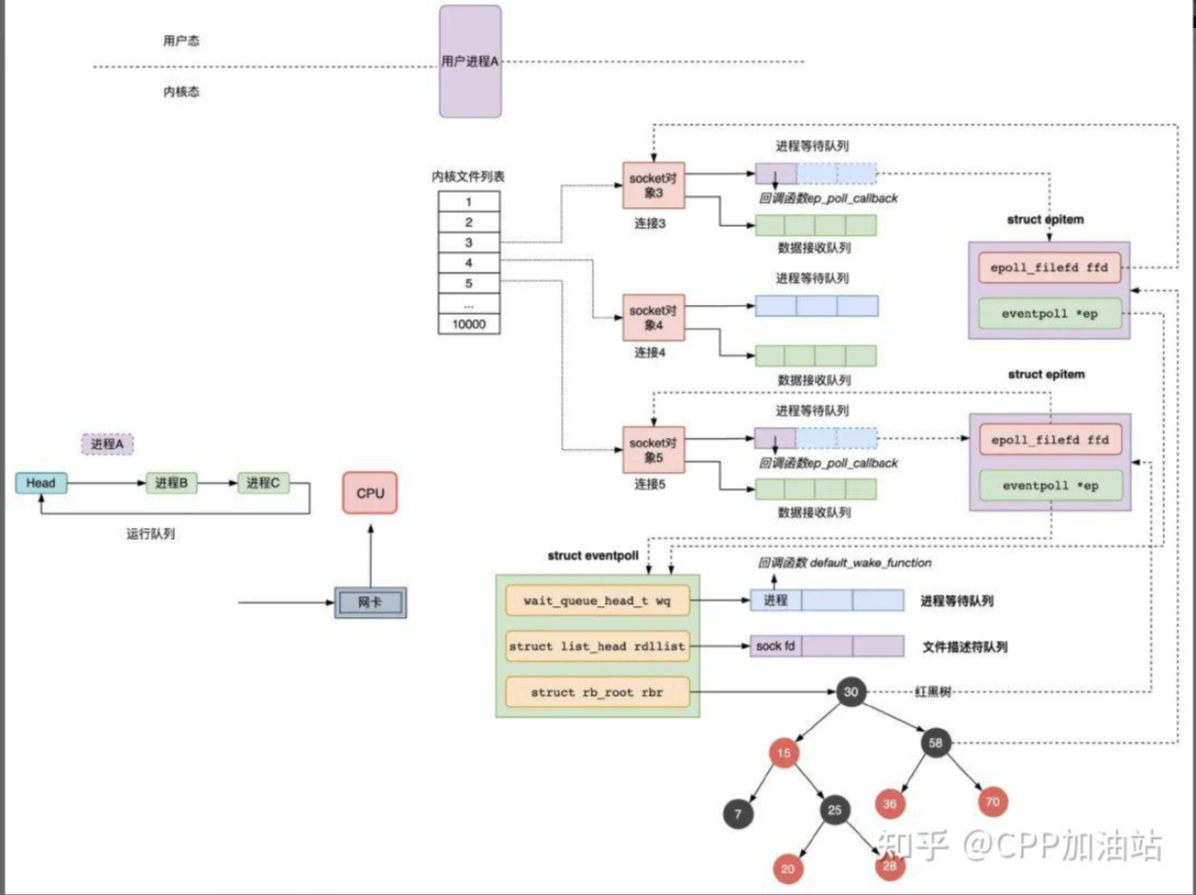 用户态
用户进程A
内核态
内核文件列表
1
2
3
4
5
...
10000
socket对
象3
连接3
进程等待队列
回调函数ep_poll_callback
数据接收队列
struct epitem
epoll_filefd ffd
eventpoll *ep
socket对
象4
连接4
进程等待队列
数据接收队列
struct epitem
epoll_filefd ffd
eventpoll *ep
socket对
象5
连接5
进程等待队列
回调函数ep_poll_callback
数据接收队列
进程A
Head
进程B
进程C
运行队列
CPU
网卡
struct eventpoll
wait_queue_head_t wq
struct list_head rdllist
struct rb_root rbr
回调函数 default_wake_function
进程
进程等待队列
sock fd
文件描述符队列
红黑树
30
15
58
7
25
36
70
20
28
知乎 @CPP加油站